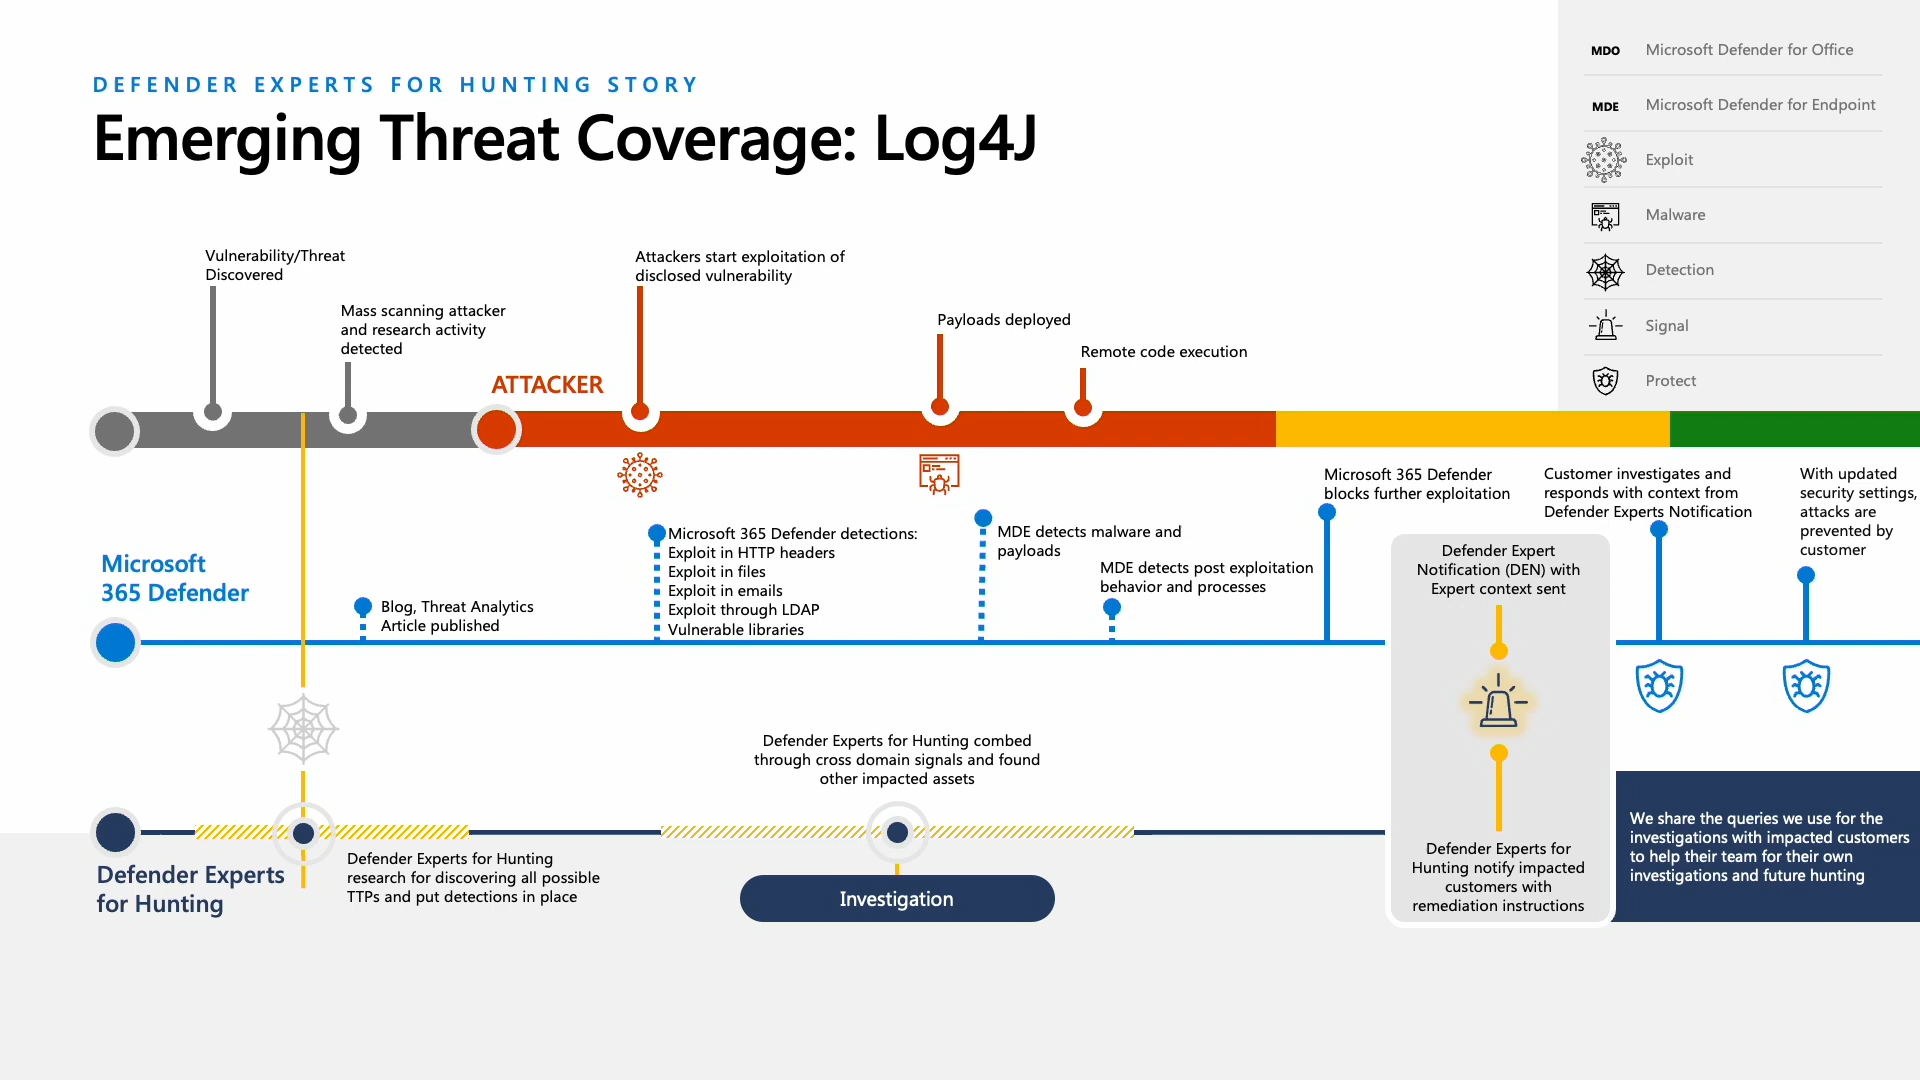 DEFENDER EXPERTS FOR HUNTING STORY
Emerging Threat Coverage: Log4J
MDO Microsoft Defender for Office
MDE Microsoft Defender for Endpoint
Exploit
Malware
Detection
Signal
Protect
Vulnerability/Threat
Discovered
Mass scanning attacker
and research activity
detected
ATTACKER
Attackers start exploitation of
disclosed vulnerability
Payloads deployed
Remote code execution
Microsoft
365 Defender
Blog, Threat Analytics
Article published
Microsoft 365 Defender detections:
Exploit in HTTP headers
Exploit in files
Exploit in emails
Exploit through LDAP
Vulnerable libraries
MDE detects malware and
payloads
MDE detects post exploitation
behavior and processes
Microsoft 365 Defender
blocks further exploitation
Defender Expert
Notification (DEN) with
Expert context sent
Customer investigates and
responds with context from
Defender Experts Notification
With updated
security settings,
attacks are
prevented by
customer
Defender Experts
for Hunting
Defender Experts for Hunting
research for discovering all possible
TTPs and put detections in place
Defender Experts for Hunting combed
through cross domain signals and found
other impacted assets
Investigation
Defender Experts for
Hunting notify impacted
customers with
remediation instructions
We share the queries we use for the
investigations with impacted customers
to help their team for their own
investigations and future hunting